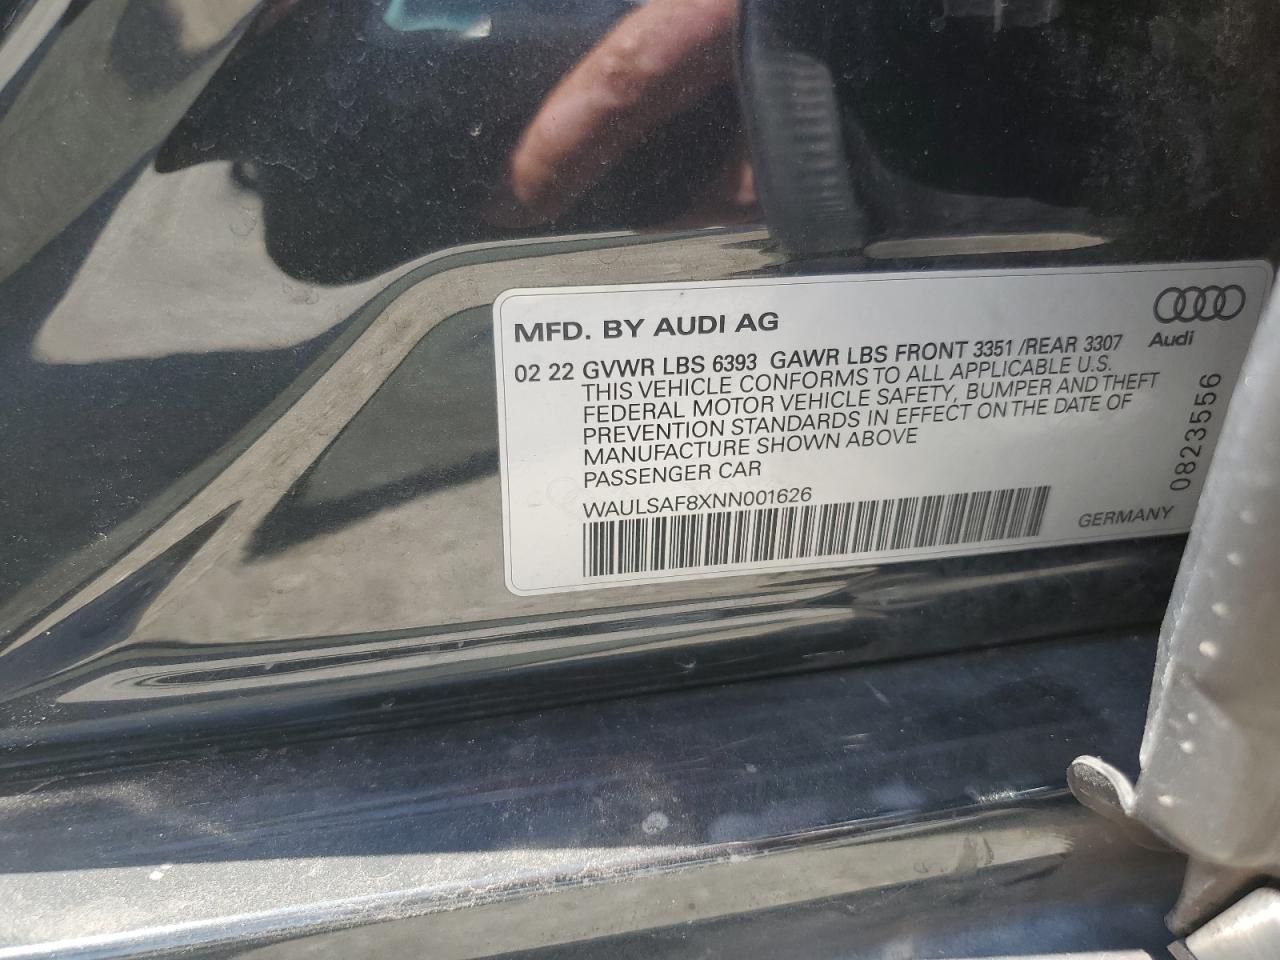 MFD. BY AUDI AG
Audi
02 22 GVWR LBS 6393 GAWR LBS FRONT 3351 /REAR 3307
THIS VEHICLE CONFORMS TO ALL APPLICABLE U.S.
FEDERAL MOTOR VEHICLE SAFETY, BUMPER AND THEFT
PREVENTION STANDARDS IN EFFECT ON THE DATE OF
MANUFACTURE SHOWN ABOVE
PASSENGER CAR
WAULSAF8XNN001626
GERMANY
0823556